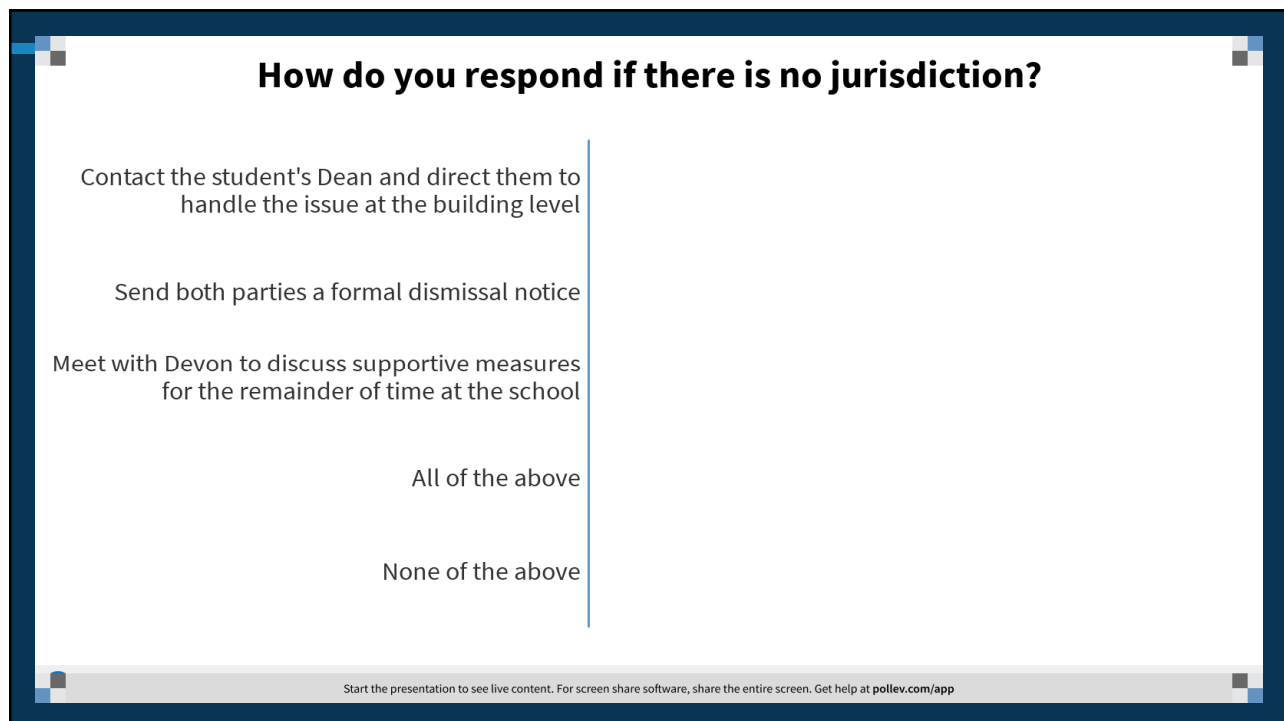 How do you respond if there is no jurisdiction?
Contact the student's Dean and direct them to
handle the issue at the building level
Send both parties a formal dismissal notice
Meet with Devon to discuss supportive measures
for the remainder of time at the school
All of the above
None of the above
Start the presentation to see live content. For screen share software, share the entire screen. Get help at pollev.com/app